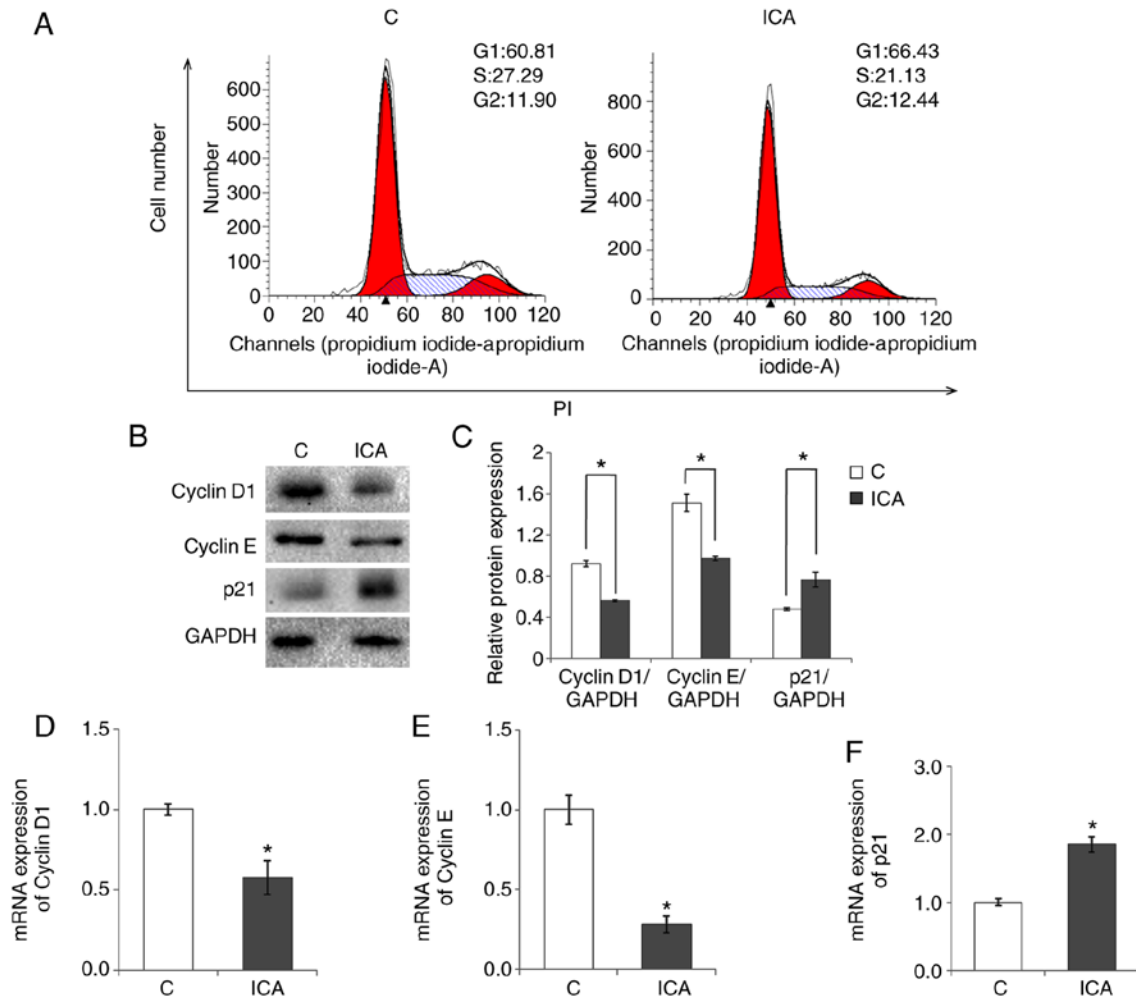 A
C
ICA
G1:60.81
S:27.29
G2:11.90
G1:66.43
S:21.13
G2:12.44
Cell number
Number
600
500
400
300
200
100
0
0 20 40 60 80 100 120
Channels (propidium iodide-apropidium
iodide-A)
Number
800
600
400
200
0
0 20 40 60 80 100 120
Channels (propidium iodide-apropidium
iodide-A)
PI
B
C ICA
Cyclin D1
Cyclin E
p21
GAPDH
C
Relative protein expression
2
1.6
1.2
0.8
0.4
0
* * *
C
ICA
Cyclin D1/
GAPDH
Cyclin E/
GAPDH
p21/
GAPDH
D
mRNA expression
of Cyclin D1
1.5
1.0
0.5
0.0
*
C ICA
E
mRNA expression
of Cyclin E
1.5
1.0
0.5
0.0
*
C ICA
F
mRNA expression
of p21
3.0
2.0
1.0
0.0
*
C ICA